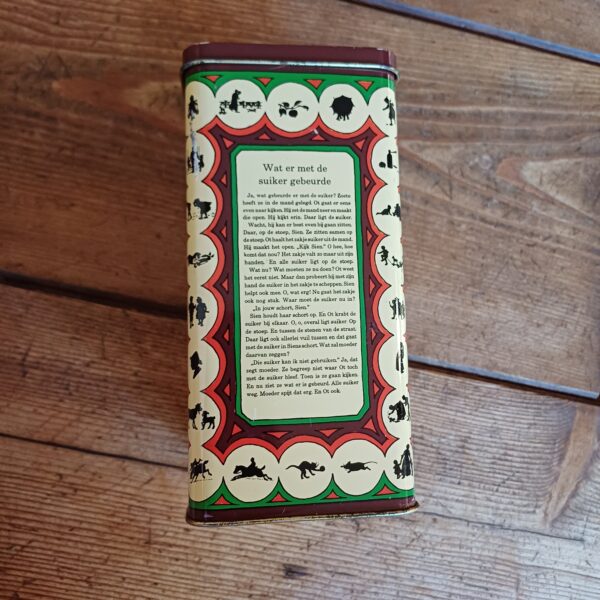 Wat er met de
suiker gebeurde
Ja, wat gebeurde er met de suiker? Zoetn
heeft ze in de mand gelegd. Ot gaat er eens
even naar kijken. Hij zet de mand neer en maakt
die open. Hij kijkt erin. Daar ligt de suiker.
Wacht, hij kan er best even bij gaan zitten.
Daar, op de stoep, Sien. Ze zitten samen op
de stoep. Ot haalt het zakje suiker uit de mand.
Hij maakt het open. „Kijk Sien." O hee, hoe
komt dat nou? Het zakje valt zo maar uit zijn
handen. En alle suiker ligt op de stoep.
Wat nu? Wat moeten ze nu doen? Ot weet
het eerst niet. Maar dan probeert hij met zijn
hand de suiker in het zakje te scheppen. Sien
helpt ook mee. O, wat erg! Nu gaat het zakje
ook nog stuk. Waar moet de suiker nu in?
„In jouw schort, Sien."
Sien houdt haar schort op. En Ot krabt de
suiker bij elkaar. O, o, overal ligt suiker. Op
de stoep. En tussen de stenen van de straat.
Daar ligt ook allerlei vuil tussen en dat gaat
met de suiker in Siens schort. Wat zal moeder
daarvan zeggen?
„Die suiker kan ik niet gebruiken." Ja, dat
zegt moeder. Ze begreep niet waar Ot toch
met de suiker bleef. Toen is ze gaan kijken.
En nu ziet ze wat er is gebeurd. Alle suiker
weg. Moeder spijt dat erg. En Ot ook.